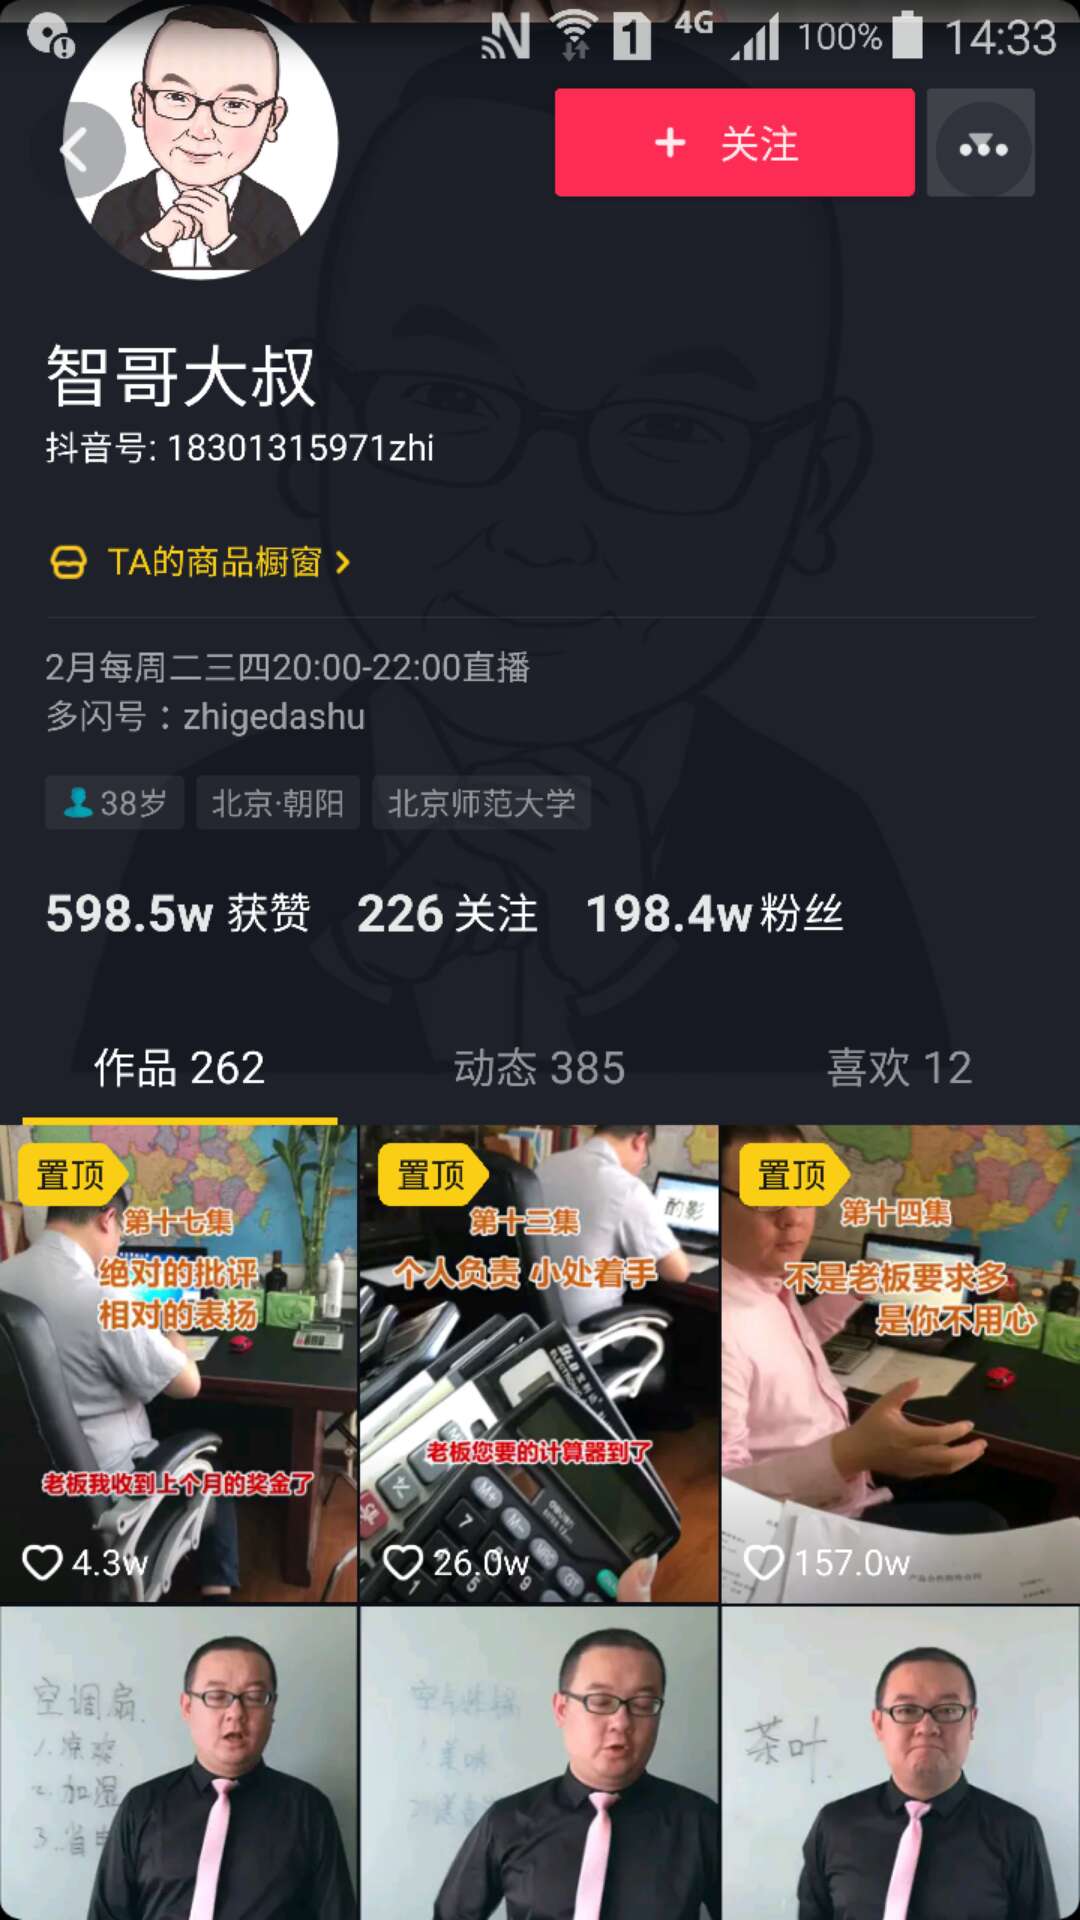 1 4G 100% 14:33
+ 关注
智哥大叔
抖音号: 18301315971zhi
TA的商品橱窗
2月每周二三四20:00-22:00直播
多闪号：zhigedashu
38岁 北京·朝阳 北京师范大学
598.5w 获赞 226 关注 198.4w 粉丝
作品 262 动态 385 喜欢 12
置顶
第十七集
绝对的批评
相对的表扬
老板我收到上个月的奖金了
4.3w
置顶
第十三集
酌影
个人负责 小处着手
老板您要的计算器到了
26.0w
置顶
第十四集
不是老板要求多
是你不用心
157.0w
空调扇
1.凉爽
2.加湿
3.省电
美味
茶叶